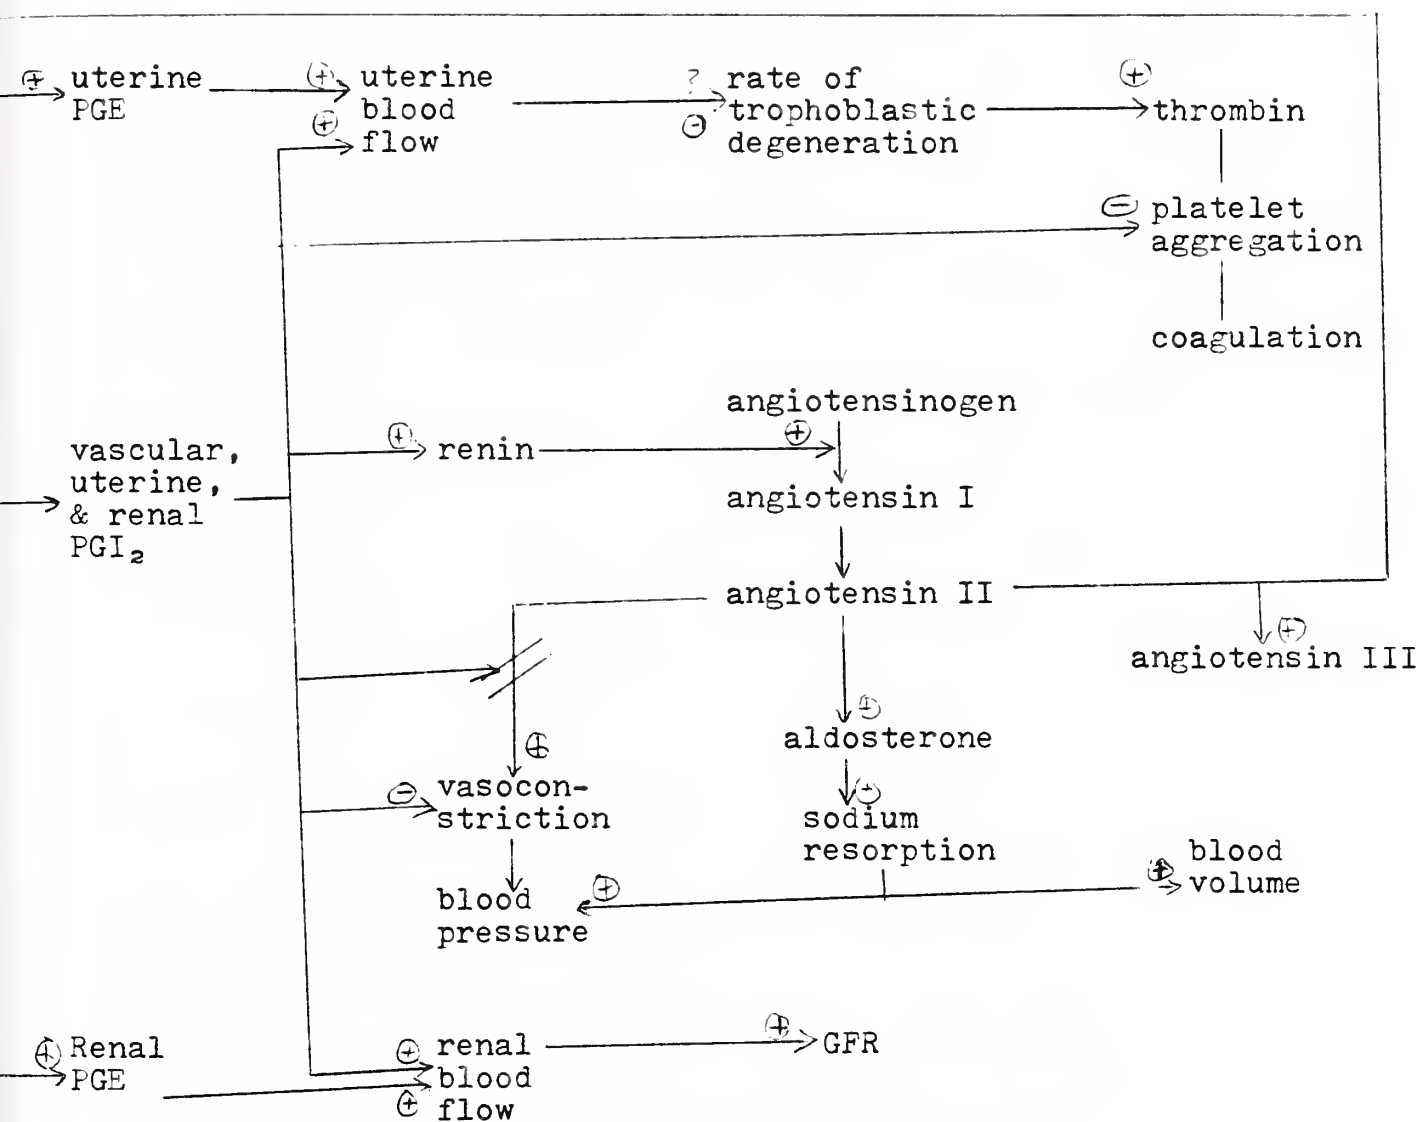 ⊕ uterine
PGE
⊕ uterine
blood
⊕ flow
? rate of
trophoblastic
⊖ degeneration
⊕
thrombin
⊖ platelet
aggregation
coagulation
vascular,
uterine,
& renal
PGI₂
⊕ renin
angiotensinogen
⊕
angiotensin I
angiotensin II
⊕
angiotensin III
⊕
aldosterone
⊕
sodium
resorption
⊕
⊖ vasocon-
striction
blood ⊕
pressure
⊕ blood
volume
⊕ Renal
PGE
⊕ renal
blood
⊕ flow
⊕ GFR